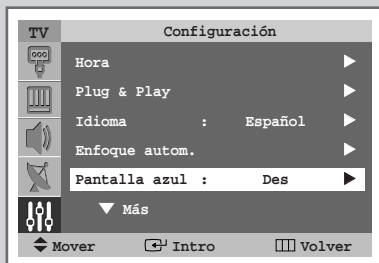 TV Configuración
Hora
Plug & Play
Idioma : Español
Enfoque autom.
Pantalla azul : Des
Más
Mover Intro Volver